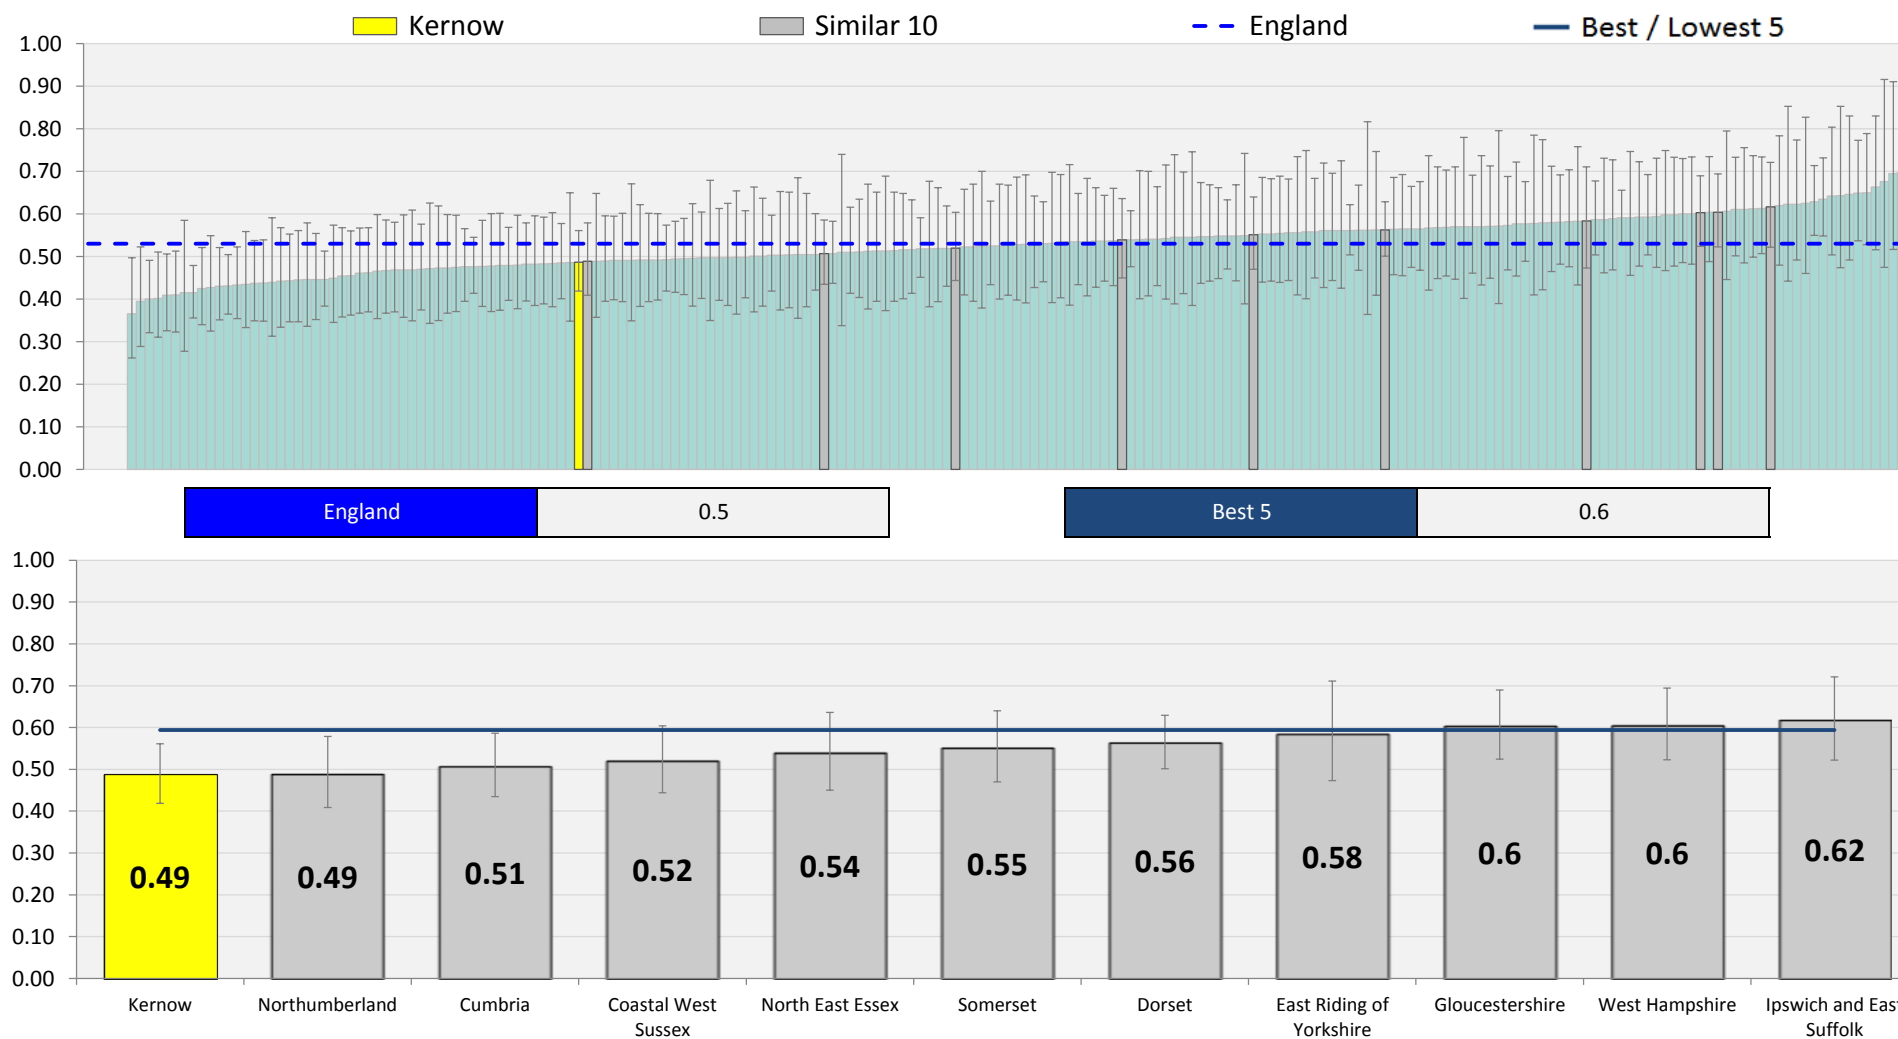 Kernow
Similar 10
England
Best / Lowest 5
1.00
0.90
0.80
0.70
0.60
0.50
0.40
0.30
0.20
0.10
0.00
England 0.5 Best 5 0.6
1.00
0.90
0.80
0.70
0.60
0.50
0.40
0.30
0.20
0.10
0.00
0.49 0.49 0.51 0.52 0.54 0.55 0.56 0.58 0.6 0.6 0.62
Kernow
Northumberland
Cumbria
Coastal West
Sussex
North East Essex
Somerset
Dorset
East Riding of
Yorkshire
Gloucestershire
West Hampshire
Ipswich and East
Suffolk